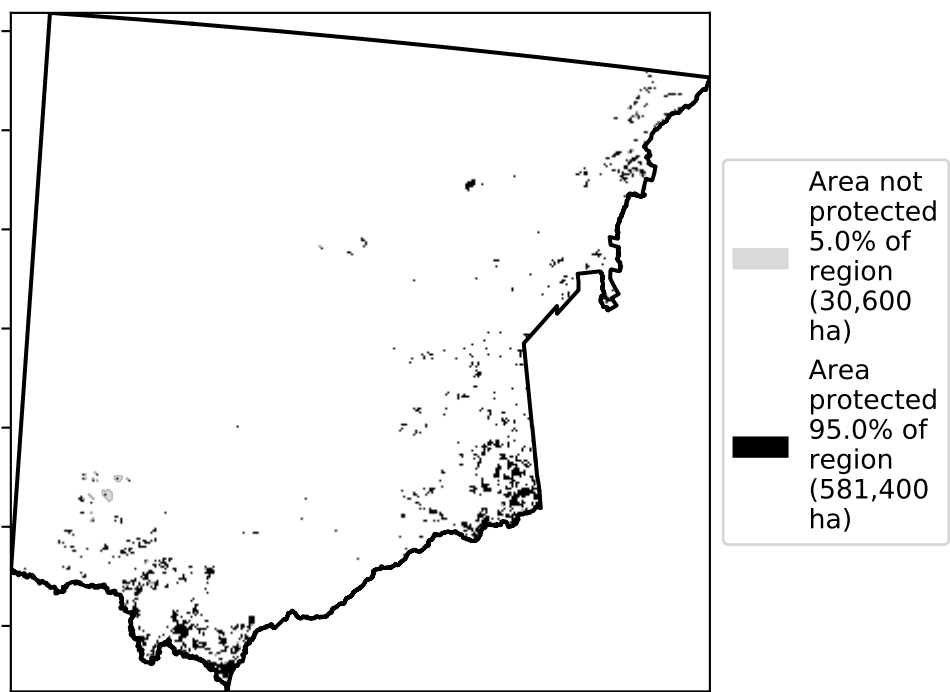 Area not
protected
5.0% of
region
(30,600
ha)
Area
protected
95.0% of
region
(581,400
ha)